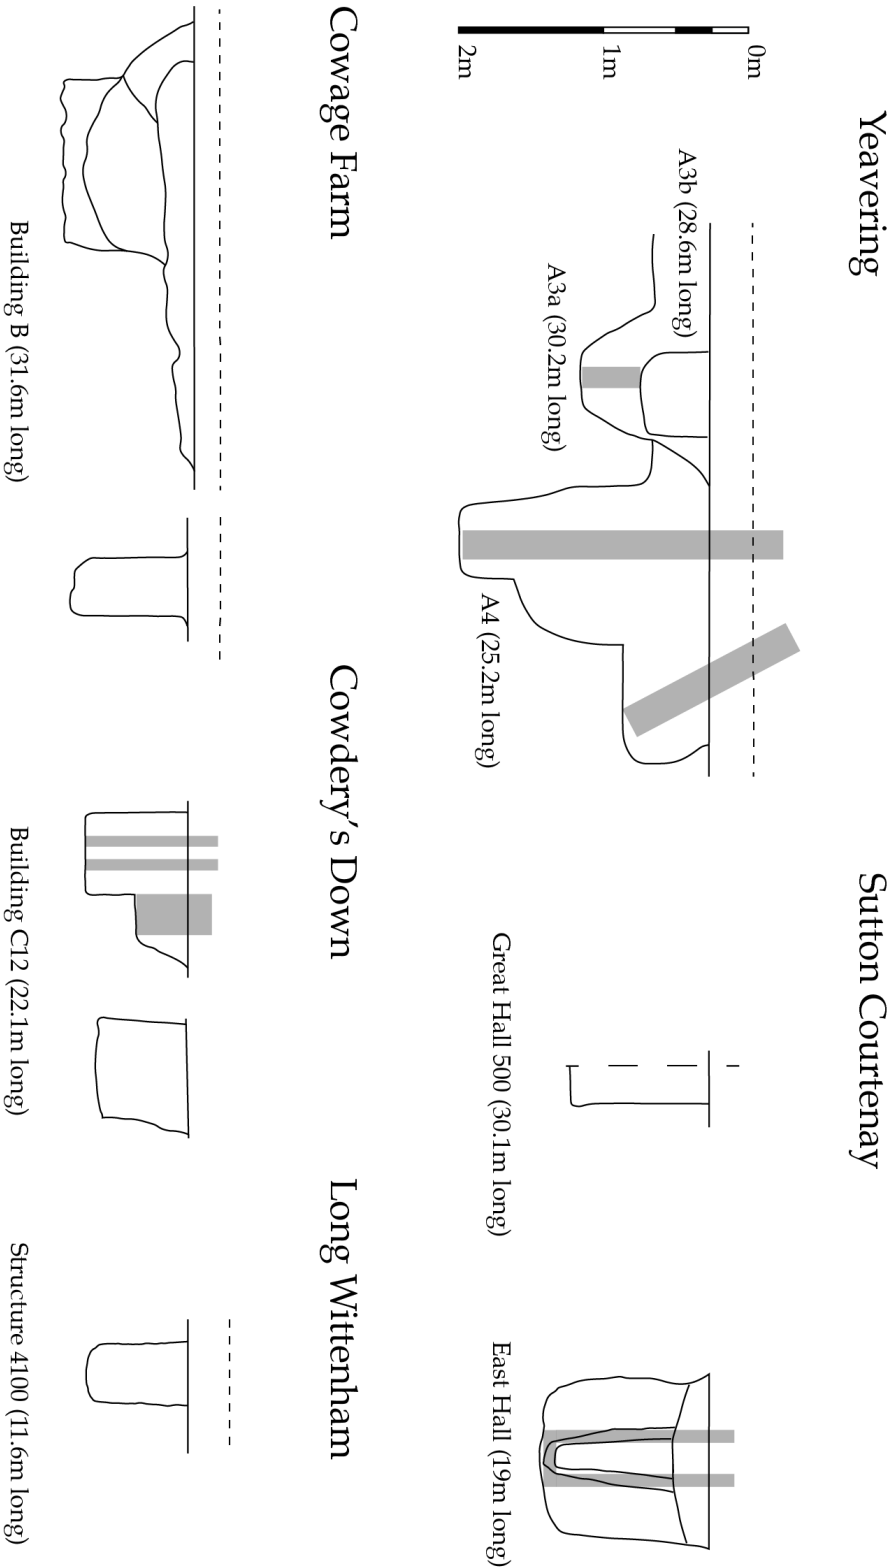 Yeavering
0m
1m
2m
A3b (28.6m long)
A3a (30.2m long)
A4 (25.2m long)
Sutton Courtenay
Great Hall 500 (30.1m long)
East Hall (19m long)
Cowage Farm
Building B (31.6m long)
Cowdery’s Down
Building C12 (22.1m long)
Long Wittenham
Structure 4100 (11.6m long)